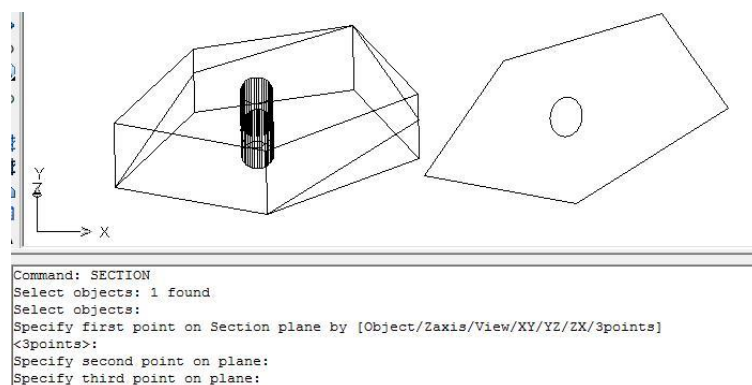 Y
Z
X
Command: SECTION
Select objects: 1 found
Select objects:
Specify first point on Section plane by [Object/Zaxis/View/XY/YZ/ZX/3points]
<3points>:
Specify second point on plane:
Specify third point on plane: